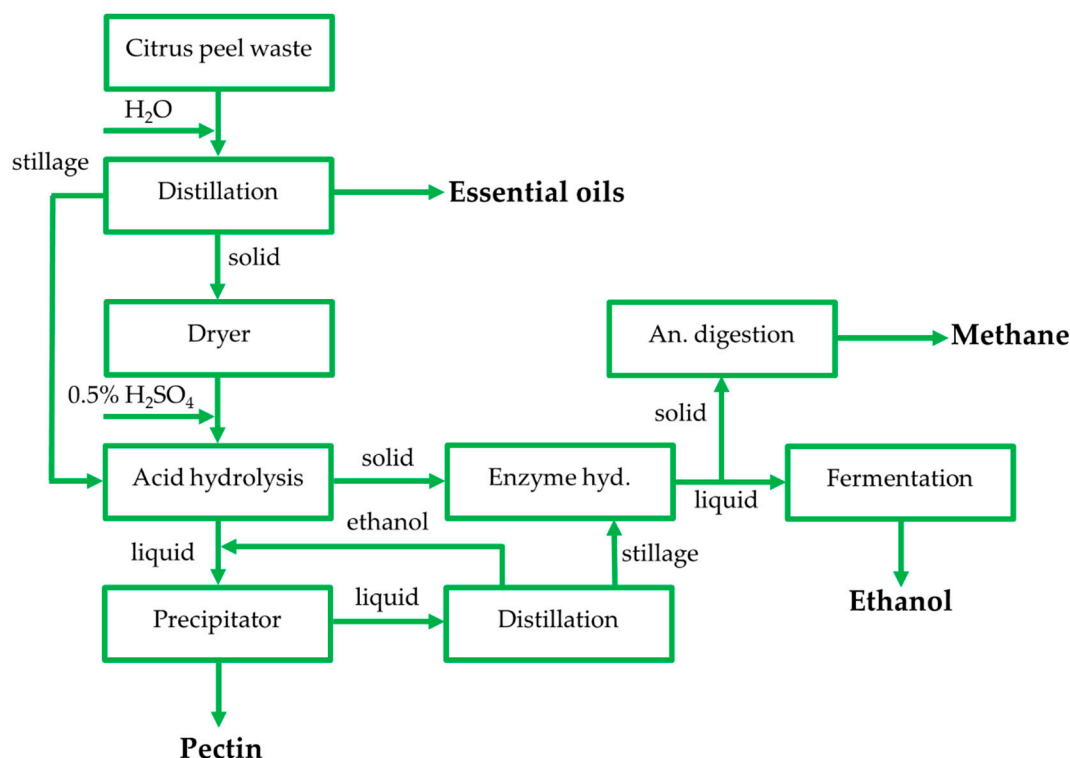 Citrus peel waste
H₂O
stillage
Distillation
Essential oils
solid
Dryer
An. digestion
Methane
0.5% H₂SO₄
solid
Acid hydrolysis
solid
Enzyme hyd.
liquid
Fermentation
ethanol
liquid
stillage
Precipitator
liquid
Distillation
Ethanol
Pectin